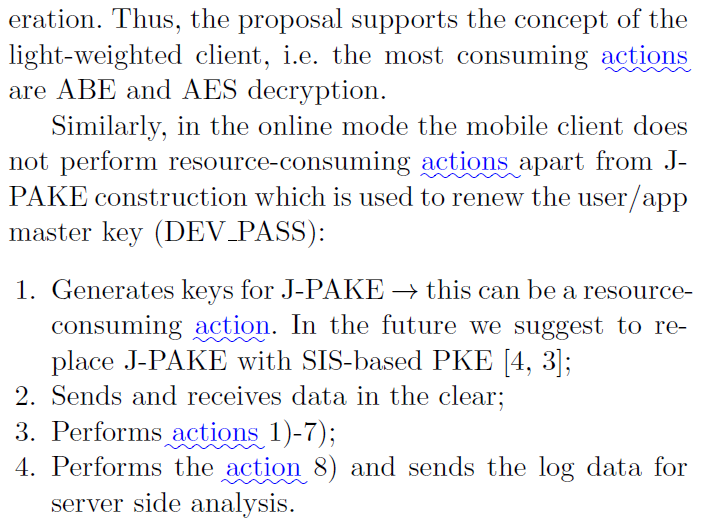 eration. Thus, the proposal supports the concept of the
light-weighted client, i.e. the most consuming actions
are ABE and AES decryption.
Similarly, in the online mode the mobile client does
not perform resource-consuming actions apart from J-
PAKE construction which is used to renew the user/app
master key (DEV_PASS):
1. Generates keys for J-PAKE → this can be a resource-
consuming action. In the future we suggest to re-
place J-PAKE with SIS-based PKE [4, 3];
2. Sends and receives data in the clear;
3. Performs actions 1)-7);
4. Performs the action 8) and sends the log data for
server side analysis.